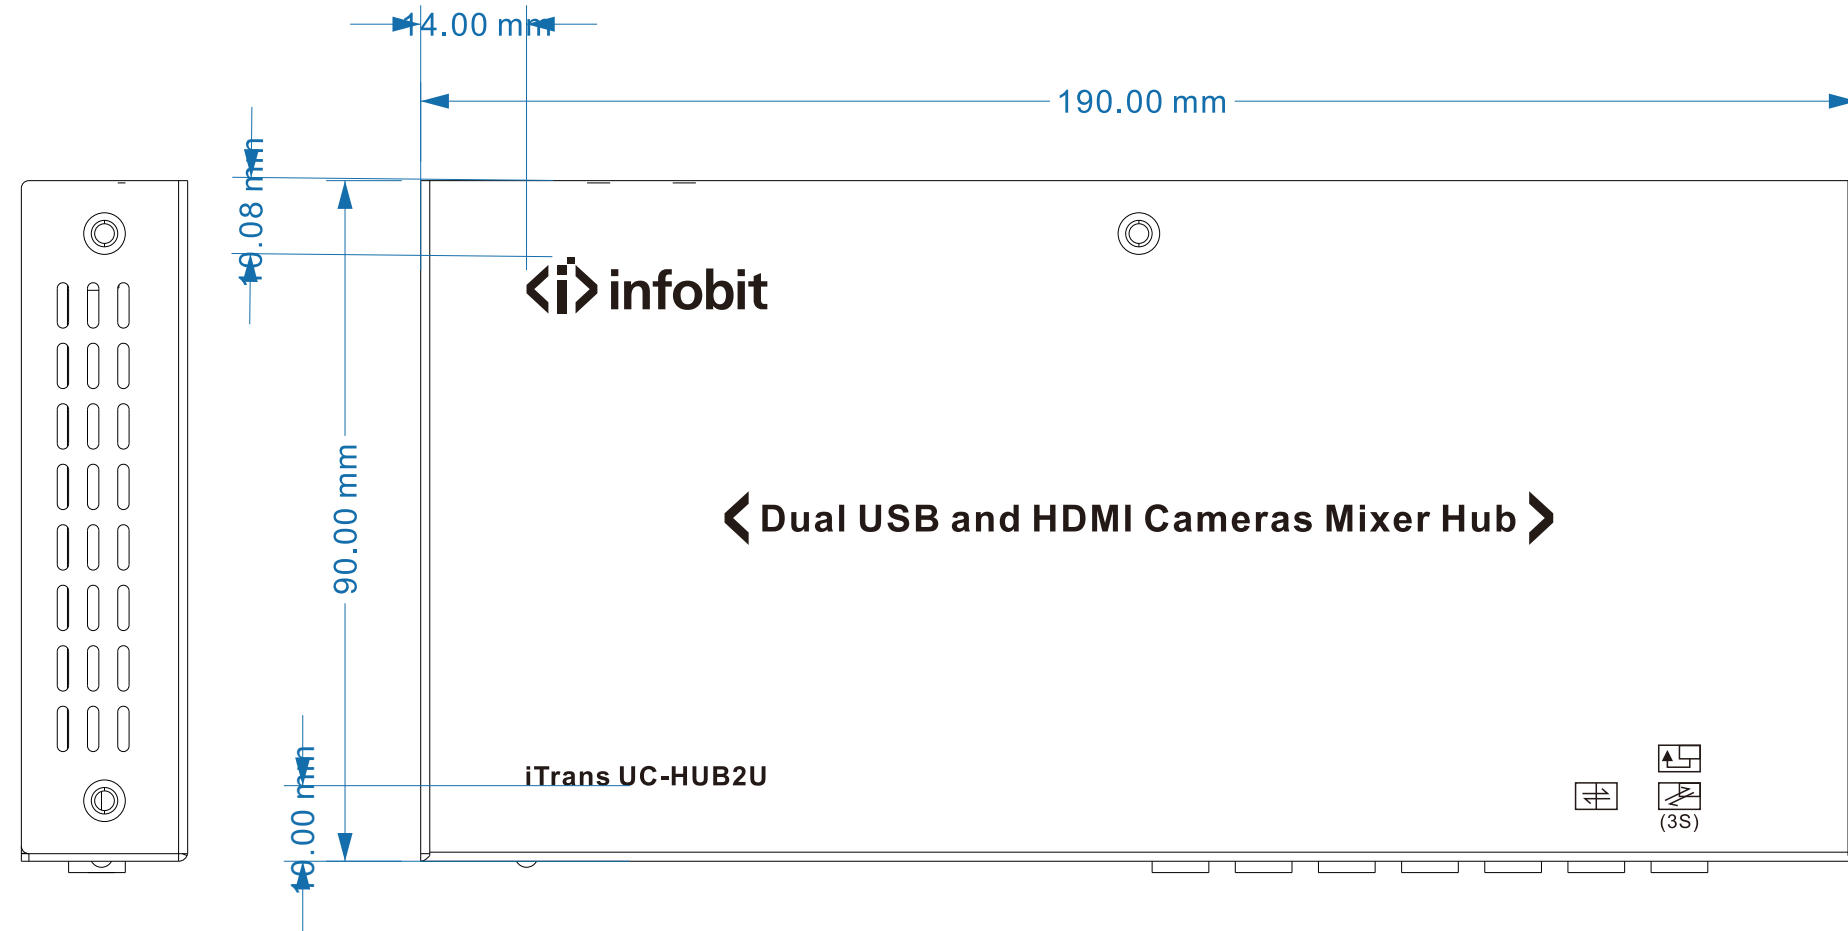 14.00 mm
190.00 mm
10.08 mm
infobit
90.00 mm
Dual USB and HDMI Cameras Mixer Hub
10.00 mm
iTrans UC-HUB2U
(3S)